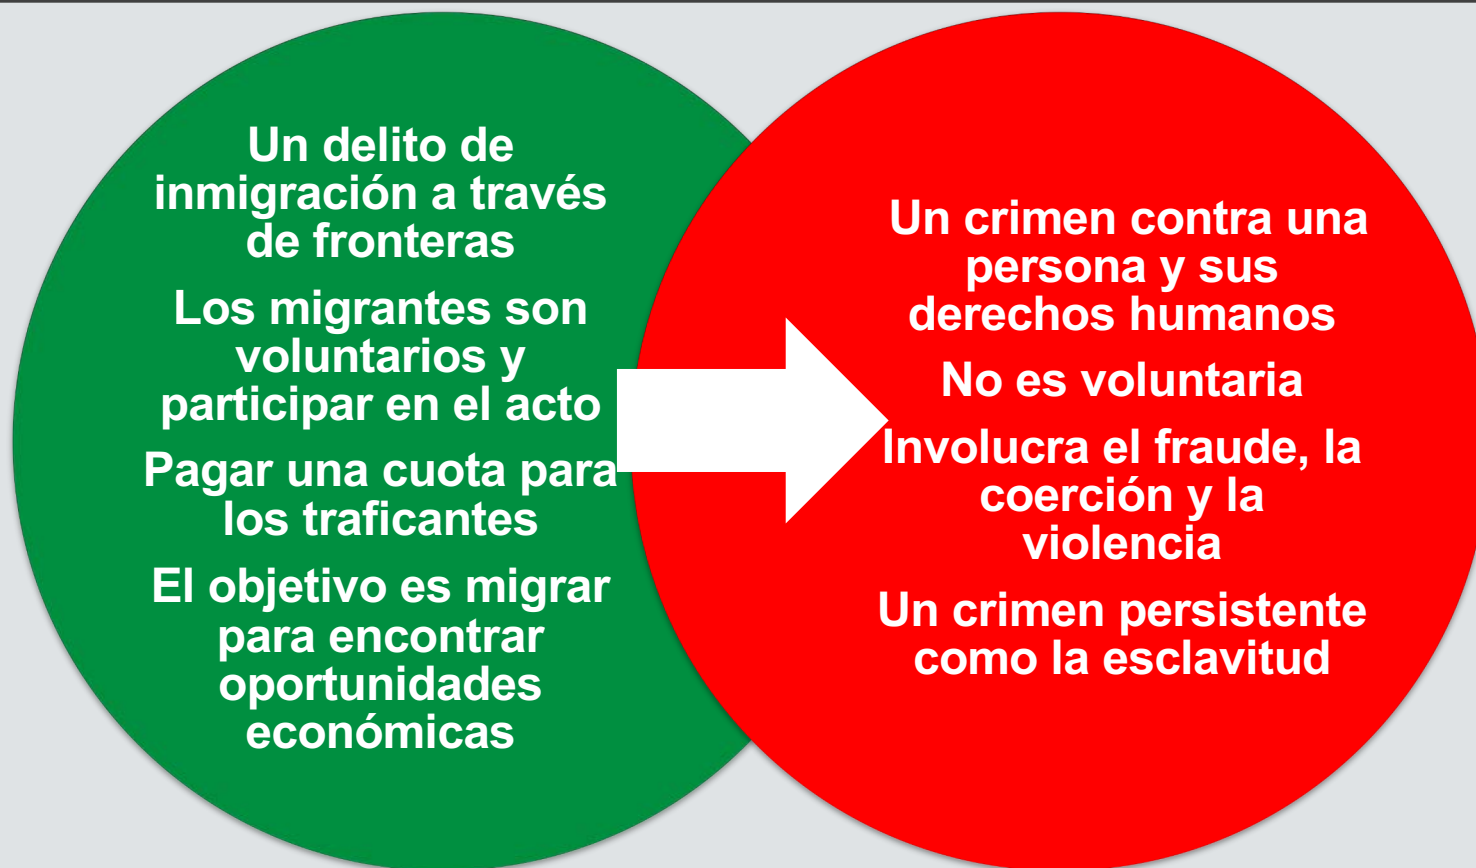 Un delito de
inmigración a través
de fronteras
Los migrantes son
voluntarios y
participar en el acto
Pagar una cuota para
los traficantes
El objetivo es migrar
para encontrar
oportunidades
económicas
Un crimen contra una
persona y sus
derechos humanos
No es voluntaria
Involucra el fraude, la
coerción y la
violencia
Un crimen persistente
como la esclavitud